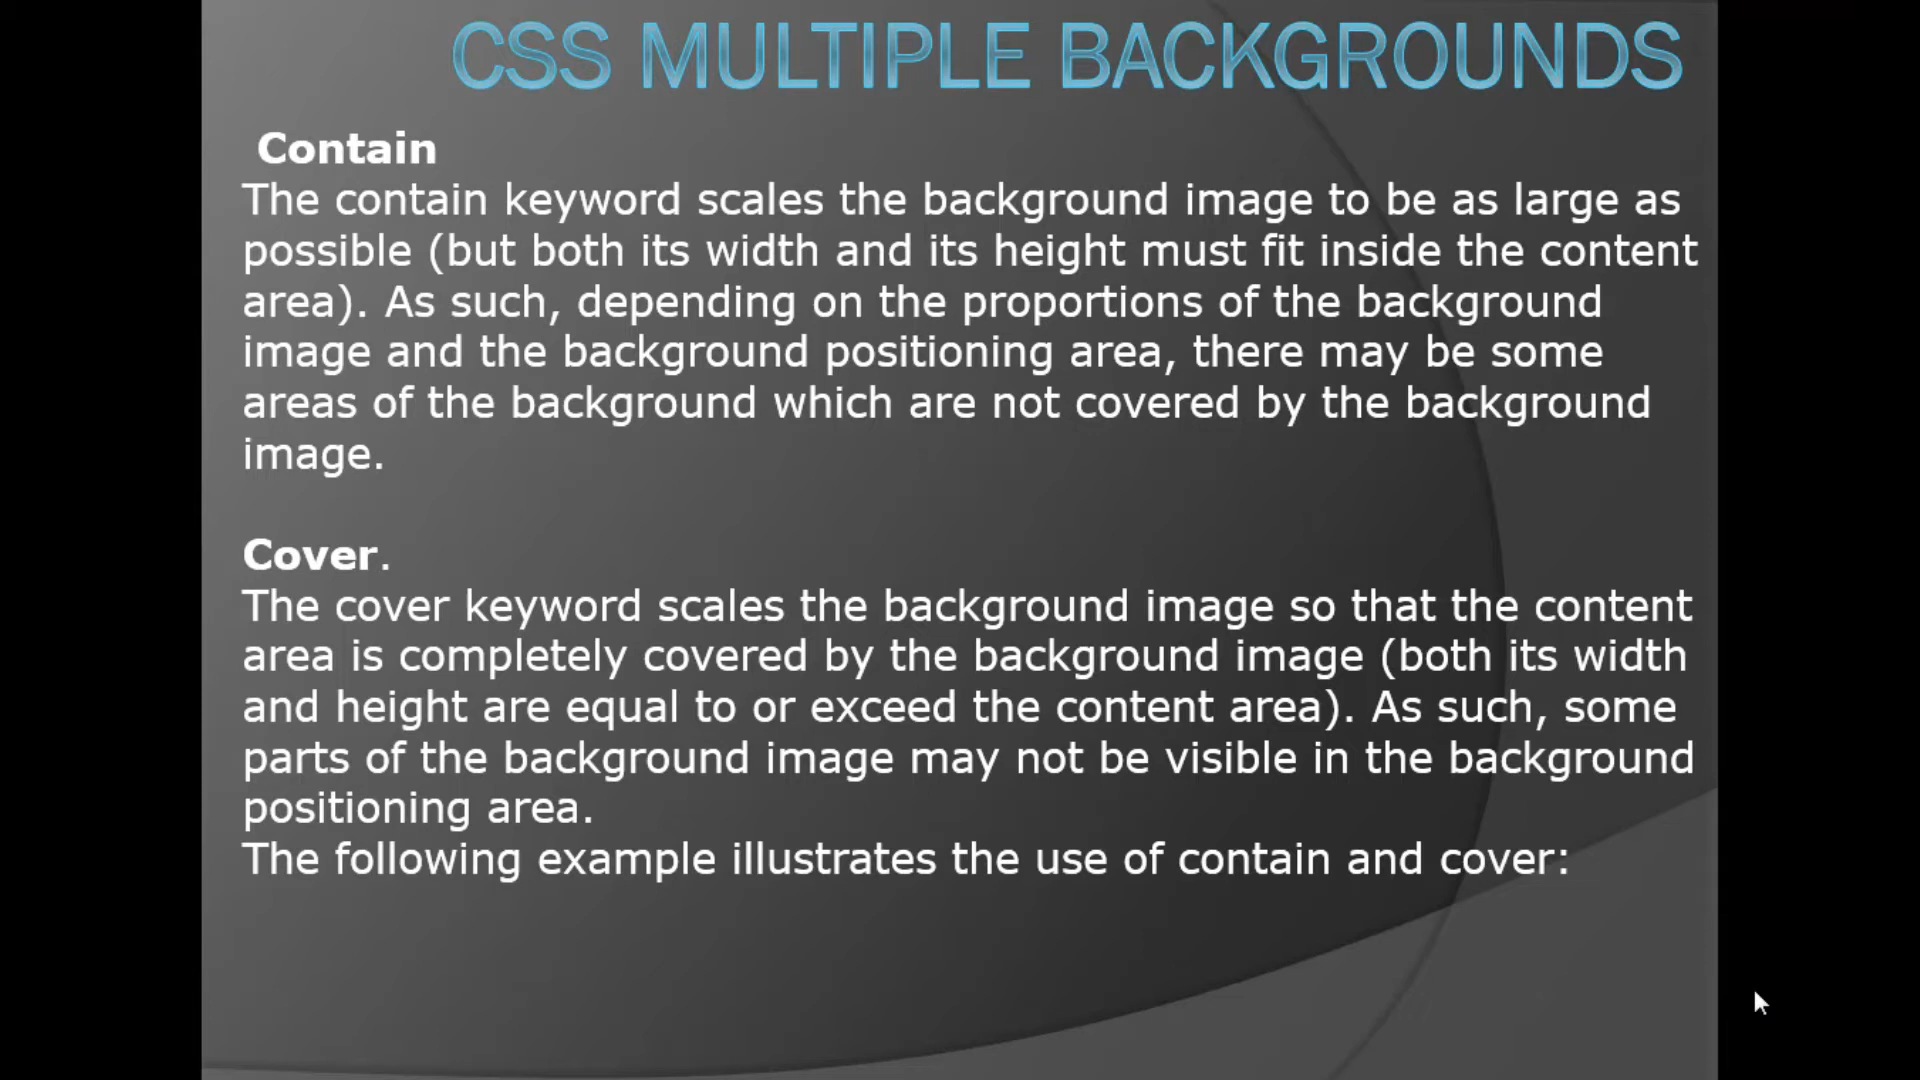 CSS MULTIPLE BACKGROUNDS
Contain
The contain keyword scales the background image to be as large as
possible (but both its width and its height must fit inside the content
area). As such, depending on the proportions of the background
image and the background positioning area, there may be some
areas of the background which are not covered by the background
image.
Cover.
The cover keyword scales the background image so that the content
area is completely covered by the background image (both its width
and height are equal to or exceed the content area). As such, some
parts of the background image may not be visible in the background
positioning area.
The following example illustrates the use of contain and cover: